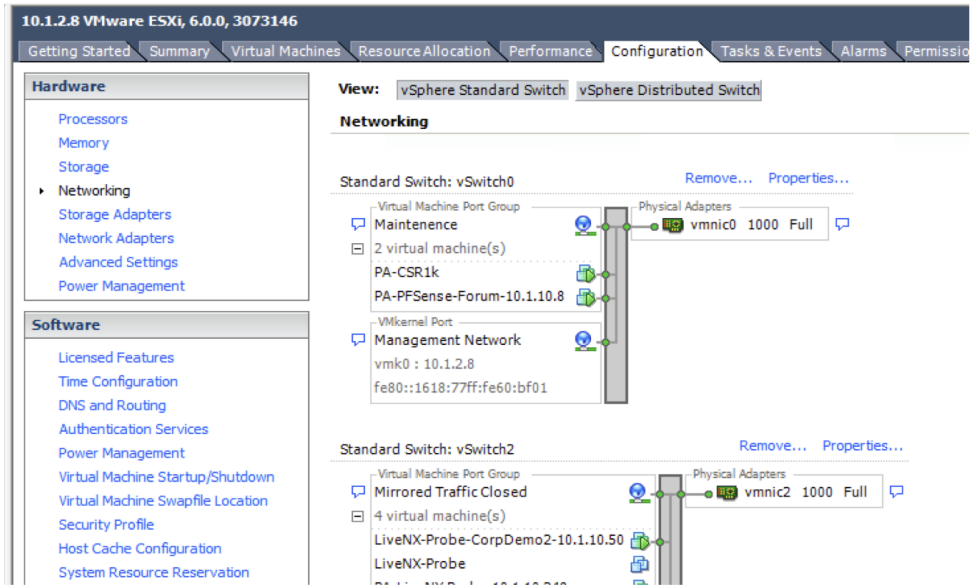 10.1.2.8 VMware ESXi, 6.0.0, 3073146
Getting Started Summary Virtual Machines Resource Allocation Performance Configuration Tasks & Events Alarms Permissio
Hardware
Processors
Memory
Storage
Networking
Storage Adapters
Network Adapters
Advanced Settings
Power Management
Software
Licensed Features
Time Configuration
DNS and Routing
Authentication Services
Power Management
Virtual Machine Startup/Shutdown
Virtual Machine Swapfile Location
Security Profile
Host Cache Configuration
System Resource Reservation
View: vSphere Standard Switch vSphere Distributed Switch
Networking
Standard Switch: vSwitch0 Remove... Properties...
Virtual Machine Port Group Physical Adapters
Maintenence vmnic0 1000 Full
2 virtual machine(s)
PA-CSR1k
PA-PFSense-Forum-10.1.10.8
VMkernel Port
Management Network
vmk0 : 10.1.2.8
fe80::1618:77ff:fe60:bf01
Standard Switch: vSwitch2 Remove... Properties...
Virtual Machine Port Group Physical Adapters
Mirrored Traffic Closed vmnic2 1000 Full
4 virtual machine(s)
LiveNX-Probe-CorpDemo2-10.1.10.50
LiveNX-Probe